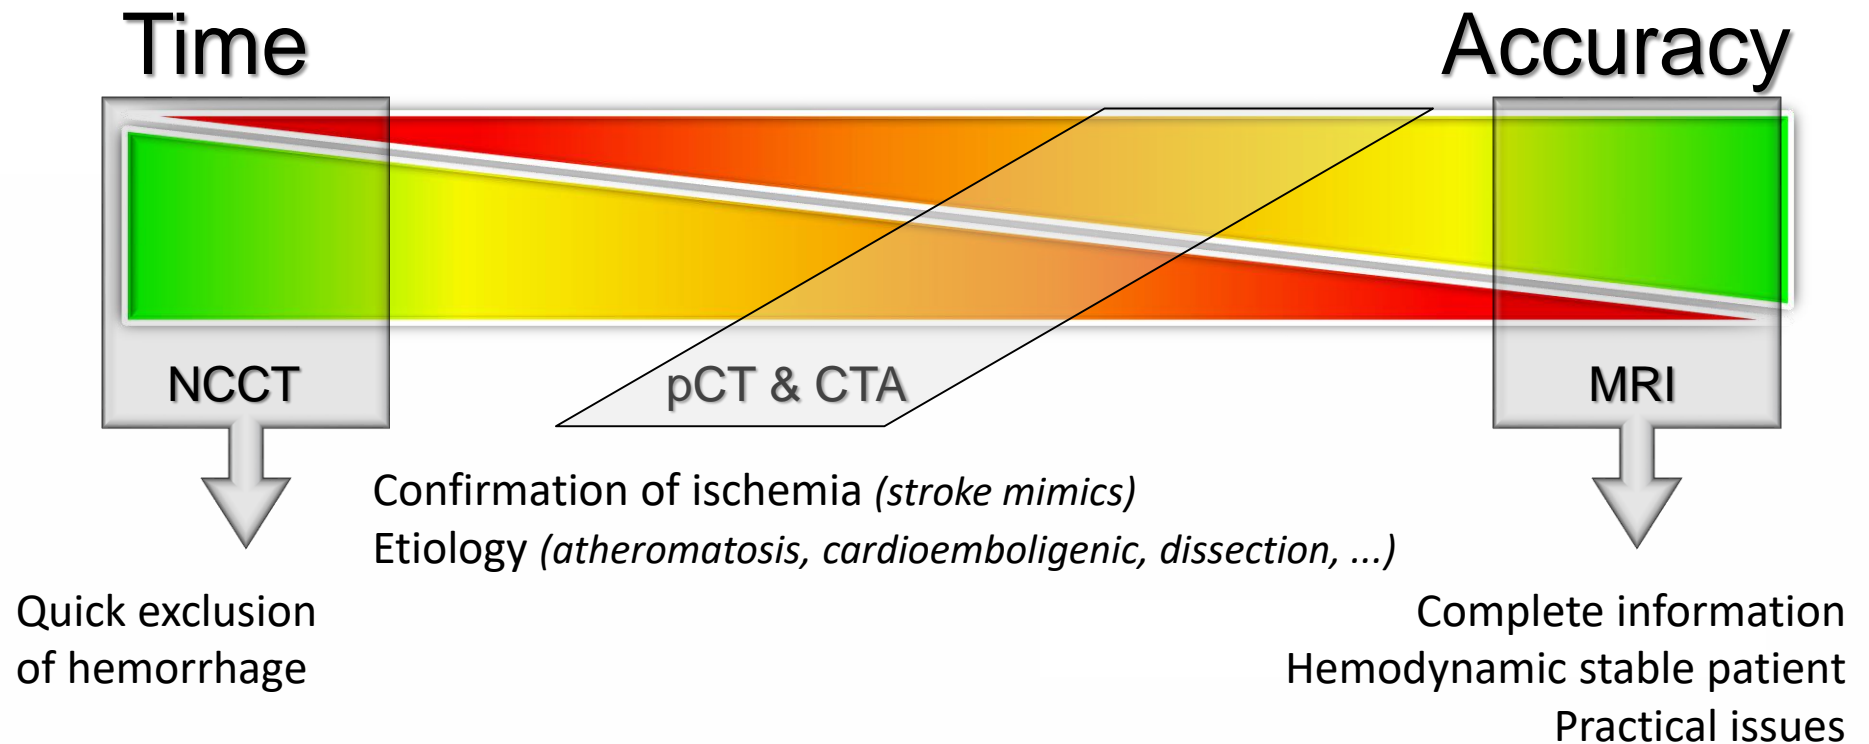 Time
Accuracy
NCCT
pCT & CTA
MRI
Confirmation of ischemia (stroke mimics)
Etiology (atheromatosis, cardioemboligenic, dissection, ...)
Quick exclusion
of hemorrhage
Complete information
Hemodynamic stable patient
Practical issues